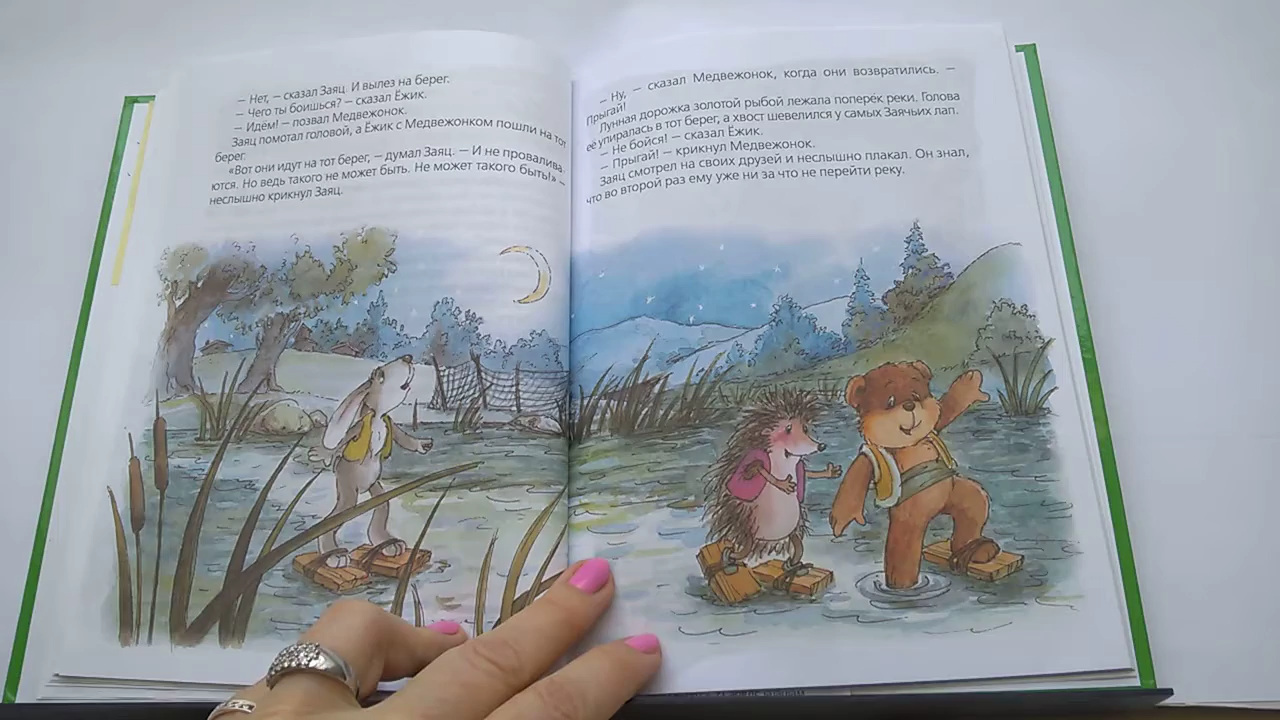 — Нет, — сказал Заяц. И вылез на берег.
— Чего ты боишься? — сказал Ёжик.
— Идём! — позвал Медвежонок.
Заяц помотал головой, а Ёжик с Медвежонком пошли на тот
берег.
«Вот они идут на тот берег, — думал Заяц. — И не провалива-
ются. Но ведь такого не может быть. Не может такого быть!» —
неслышно крикнул Заяц.
— Ну, — сказал Медвежонок, когда они возвратились. —
Прыгай!
Лунная дорожка золотой рыбой лежала поперёк реки. Голова
её упиралась в тот берег, а хвост шевелился у самых Заячьих лап.
— Не бойся! — сказал Ёжик.
— Прыгай! — крикнул Медвежонок.
Заяц смотрел на своих друзей и неслышно плакал. Он знал,
что во второй раз ему уже ни за что не перейти реку.